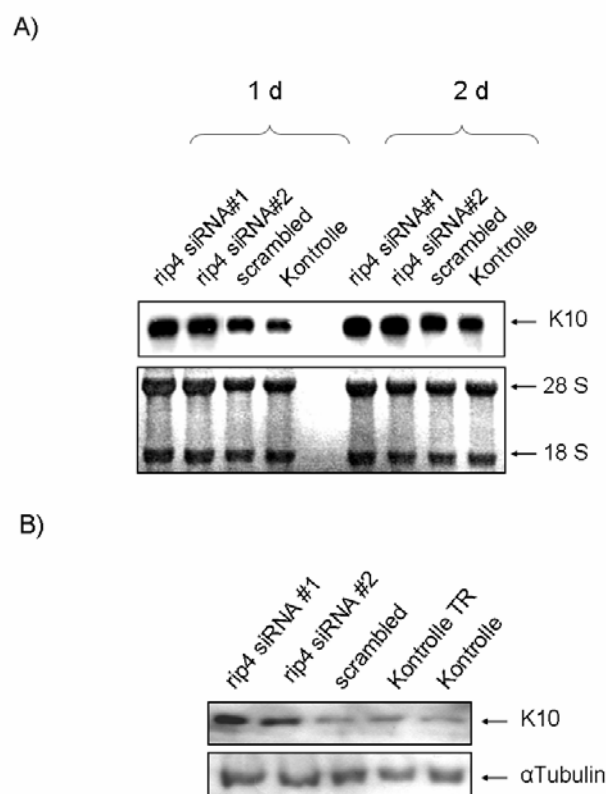 A)
1 d 2 d
rip4 siRNA#1 rip4 siRNA#2 scrambled Kontrolle rip4 siRNA#1 rip4 siRNA#2 scrambled Kontrolle
K10
28 S
18 S
B)
rip4 siRNA #1 rip4 siRNA #2 scrambled Kontrolle TR Kontrolle
K10
αTubulin